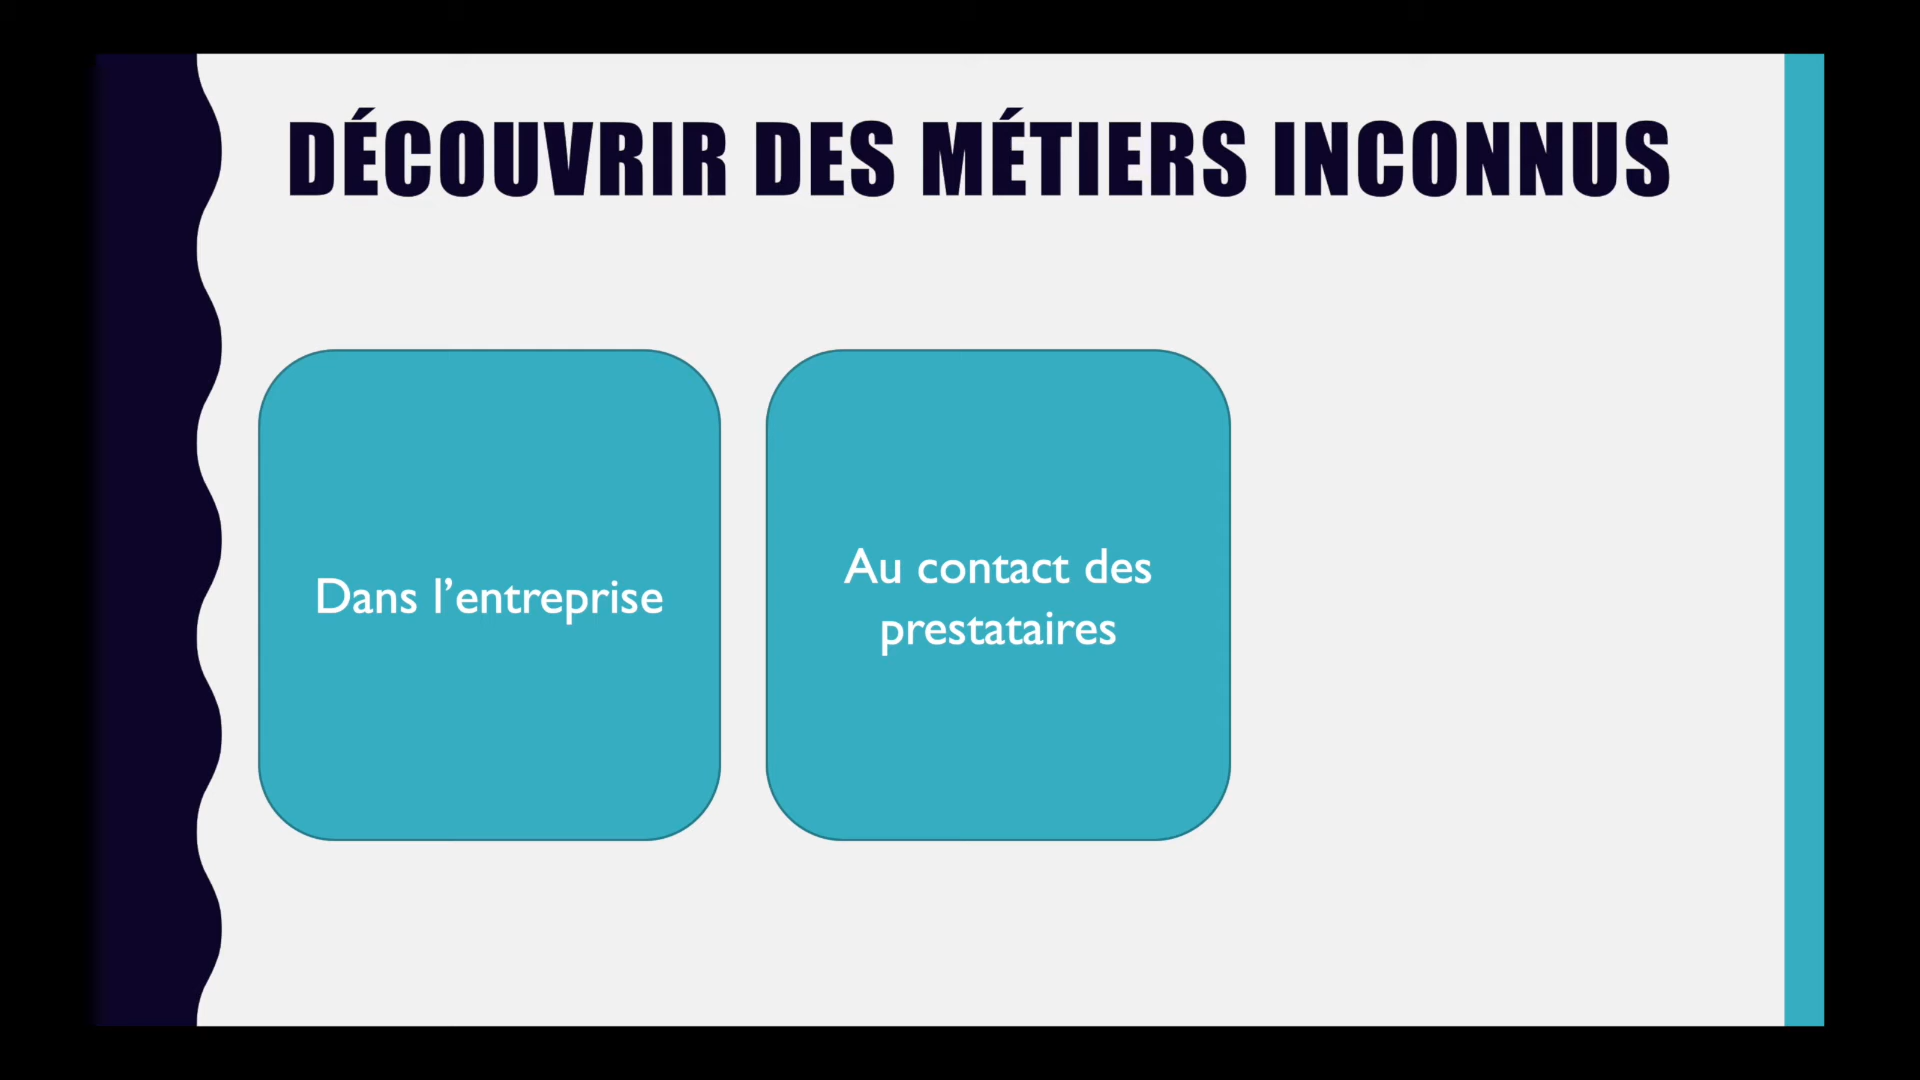 DÉCOUVRIR DES MÉTIERS INCONNUS
Dans l’entreprise
Au contact des
prestataires